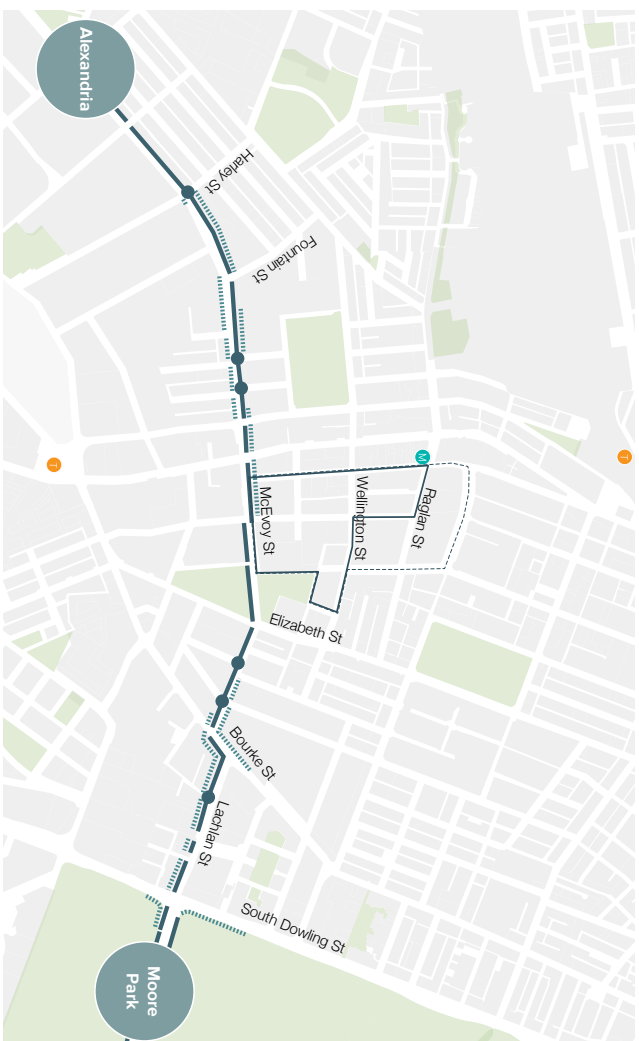 Alexandria
Harley St
Fountain St
McEvoy St
Wellington St
Raglan St
M
T
T
Elizabeth St
Bourke St
Lachlan St
South Dowling St
Moore
Park